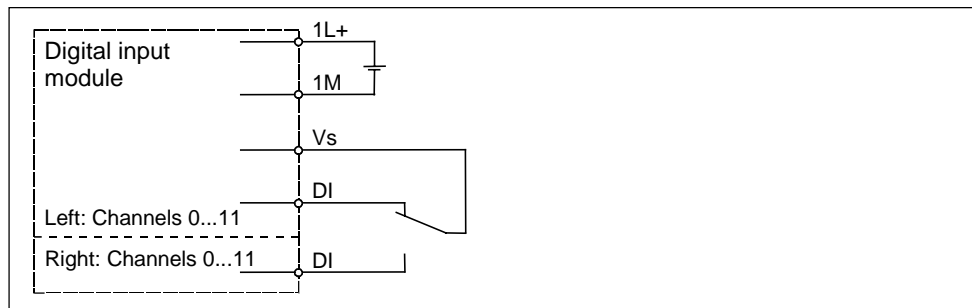 1L+
Digital input
module
1M
Vs
DI
Left: Channels 0...11
Right: Channels 0...11
DI